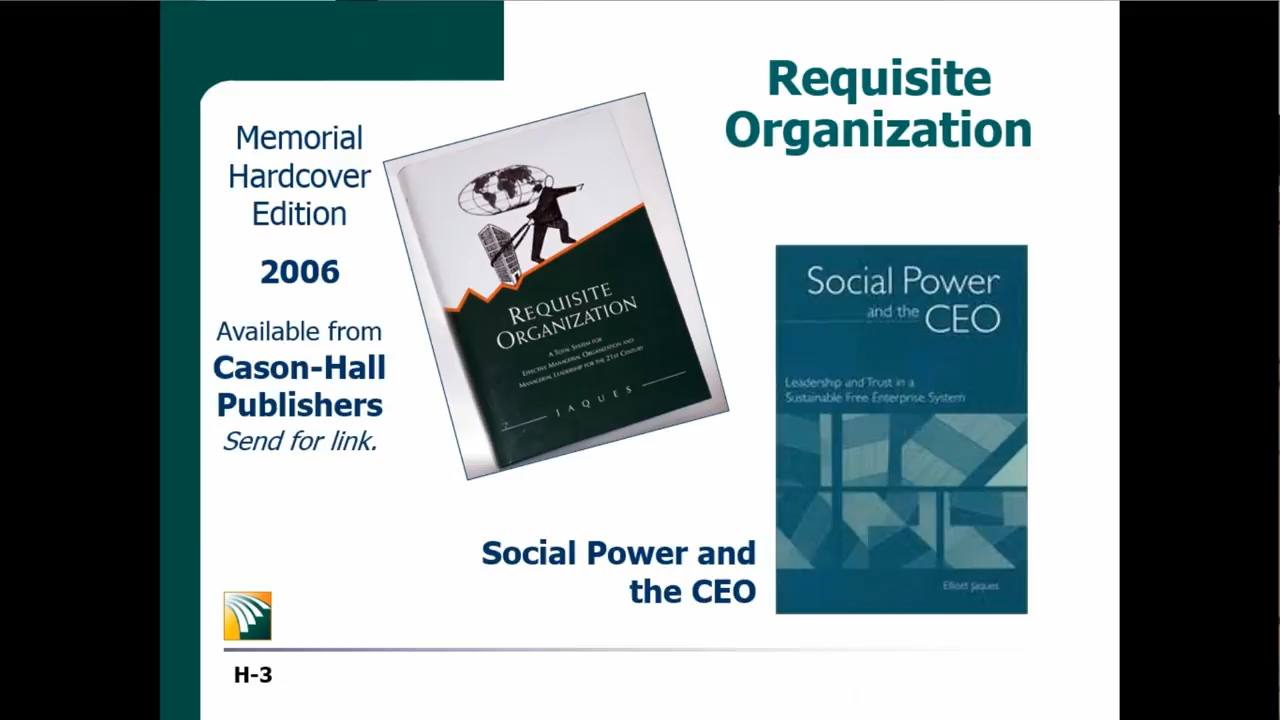 Requisite
Organization
Memorial
Hardcover
Edition
2006
Available from
Cason-Hall
Publishers
Send for link.
REQUISITE
ORGANIZATION
A TOTAL SYSTEM FOR
EFFECTIVE MANAGERIAL ORGANIZATION AND
MANAGERIAL LEADERSHIP FOR THE 21ST CENTURY
JAQUES
Social Power
and the
CEO
Leadership and Trust in a
Sustainable Free Enterprise System
Elliott Jaques
Social Power and
the CEO
H-3